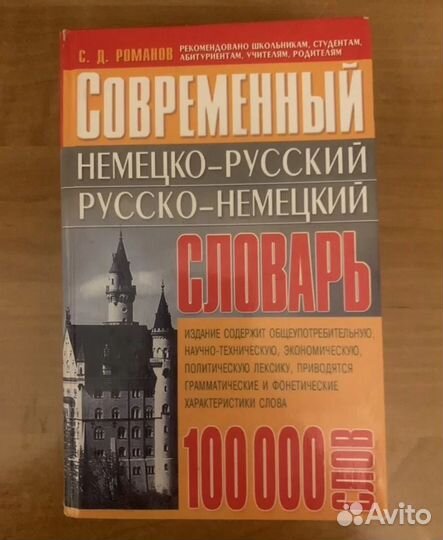 С. Д. РОМАНОВ
РЕКОМЕНДОВАНО ШКОЛЬНИКАМ, СТУДЕНТАМ,
АБИТУРИЕНТАМ, УЧИТЕЛЯМ, РОДИТЕЛЯМ
СОВРЕМЕННЫЙ
НЕМЕЦКО-РУССКИЙ
РУССКО-НЕМЕЦКИЙ
СЛОВАРЬ
ИЗДАНИЕ СОДЕРЖИТ ОБЩЕУПОТРЕБИТЕЛЬНУЮ,
НАУЧНО-ТЕХНИЧЕСКУЮ, ЭКОНОМИЧЕСКУЮ,
ПОЛИТИЧЕСКУЮ ЛЕКСИКУ, ПРИВОДЯТСЯ
ГРАММАТИЧЕСКИЕ И ФОНЕТИЧЕСКИЕ
ХАРАКТЕРИСТИКИ СЛОВА
100 000
СЛОВ
Avito